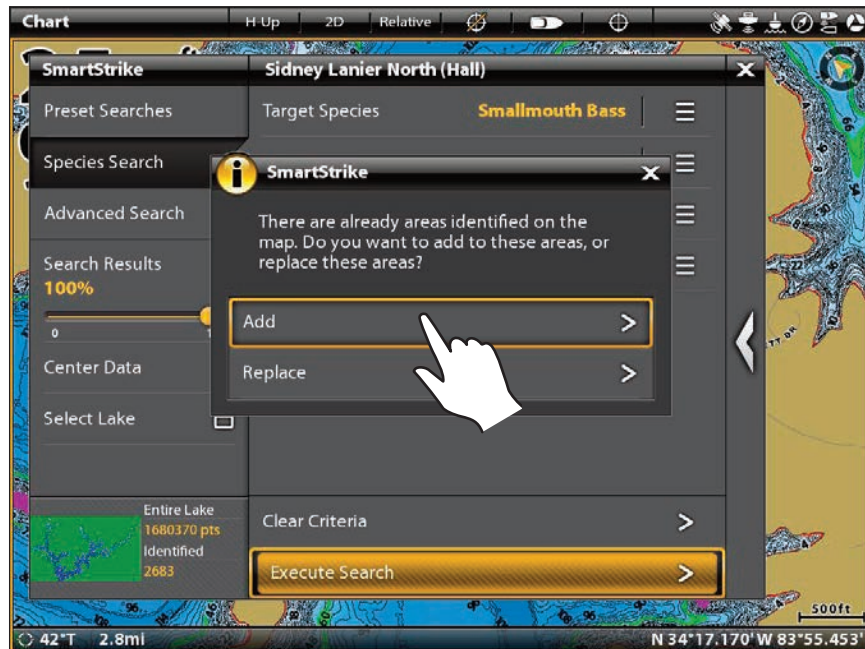 Chart
H Up
2D
Relative
SmartStrike
Sidney Lanier North (Hall)
X
Preset Searches
Target Species
Smallmouth Bass
Species Search
SmartStrike
X
Advanced Search
There are already areas identified on the
map. Do you want to add to these areas, or
replace these areas?
Search Results
100%
0
Add
Center Data
Replace
Select Lake
Entire Lake
1680370 pts
Identified
2683
Clear Criteria
Execute Search
500ft
42°T 2.8mi
N 34°17.170' W 83°55.453'